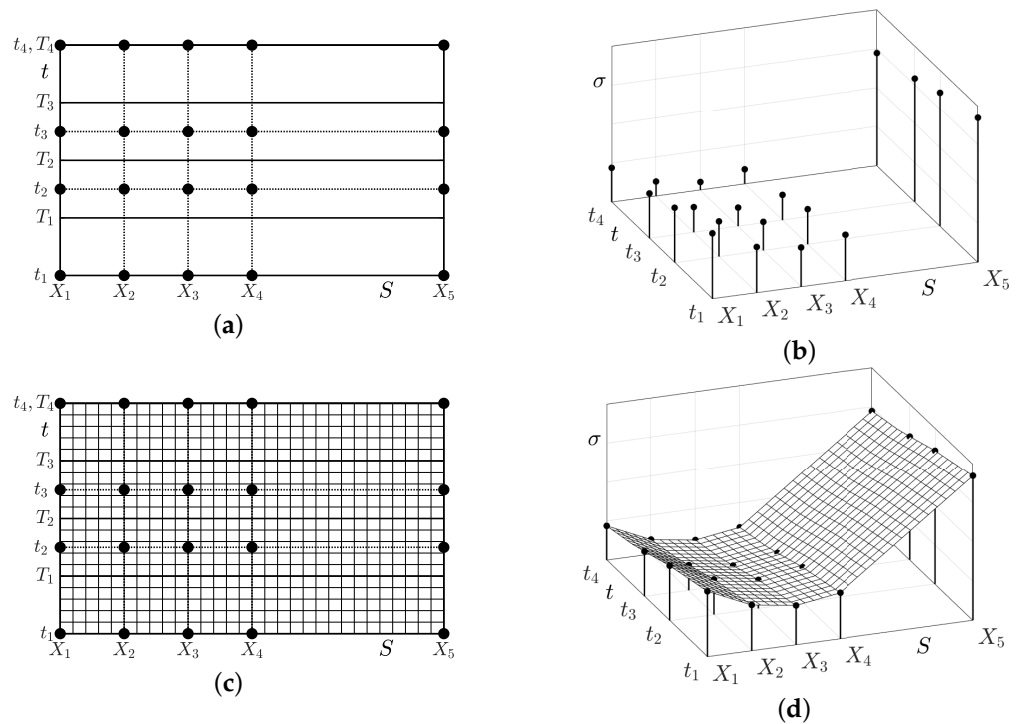 t₄, T₄
t
T₃
t₃
T₂
t₂
T₁
t₁
X₁ X₂ X₃ X₄ S X₅
(a)
σ
t₄
t
t₃
t₂
t₁ X₁ X₂ X₃ X₄ S X₅
(b)
t₄, T₄
t
T₃
t₃
T₂
t₂
T₁
t₁
X₁ X₂ X₃ X₄ S X₅
(c)
σ
t₄
t
t₃
t₂
t₁ X₁ X₂ X₃ X₄ S X₅
(d)